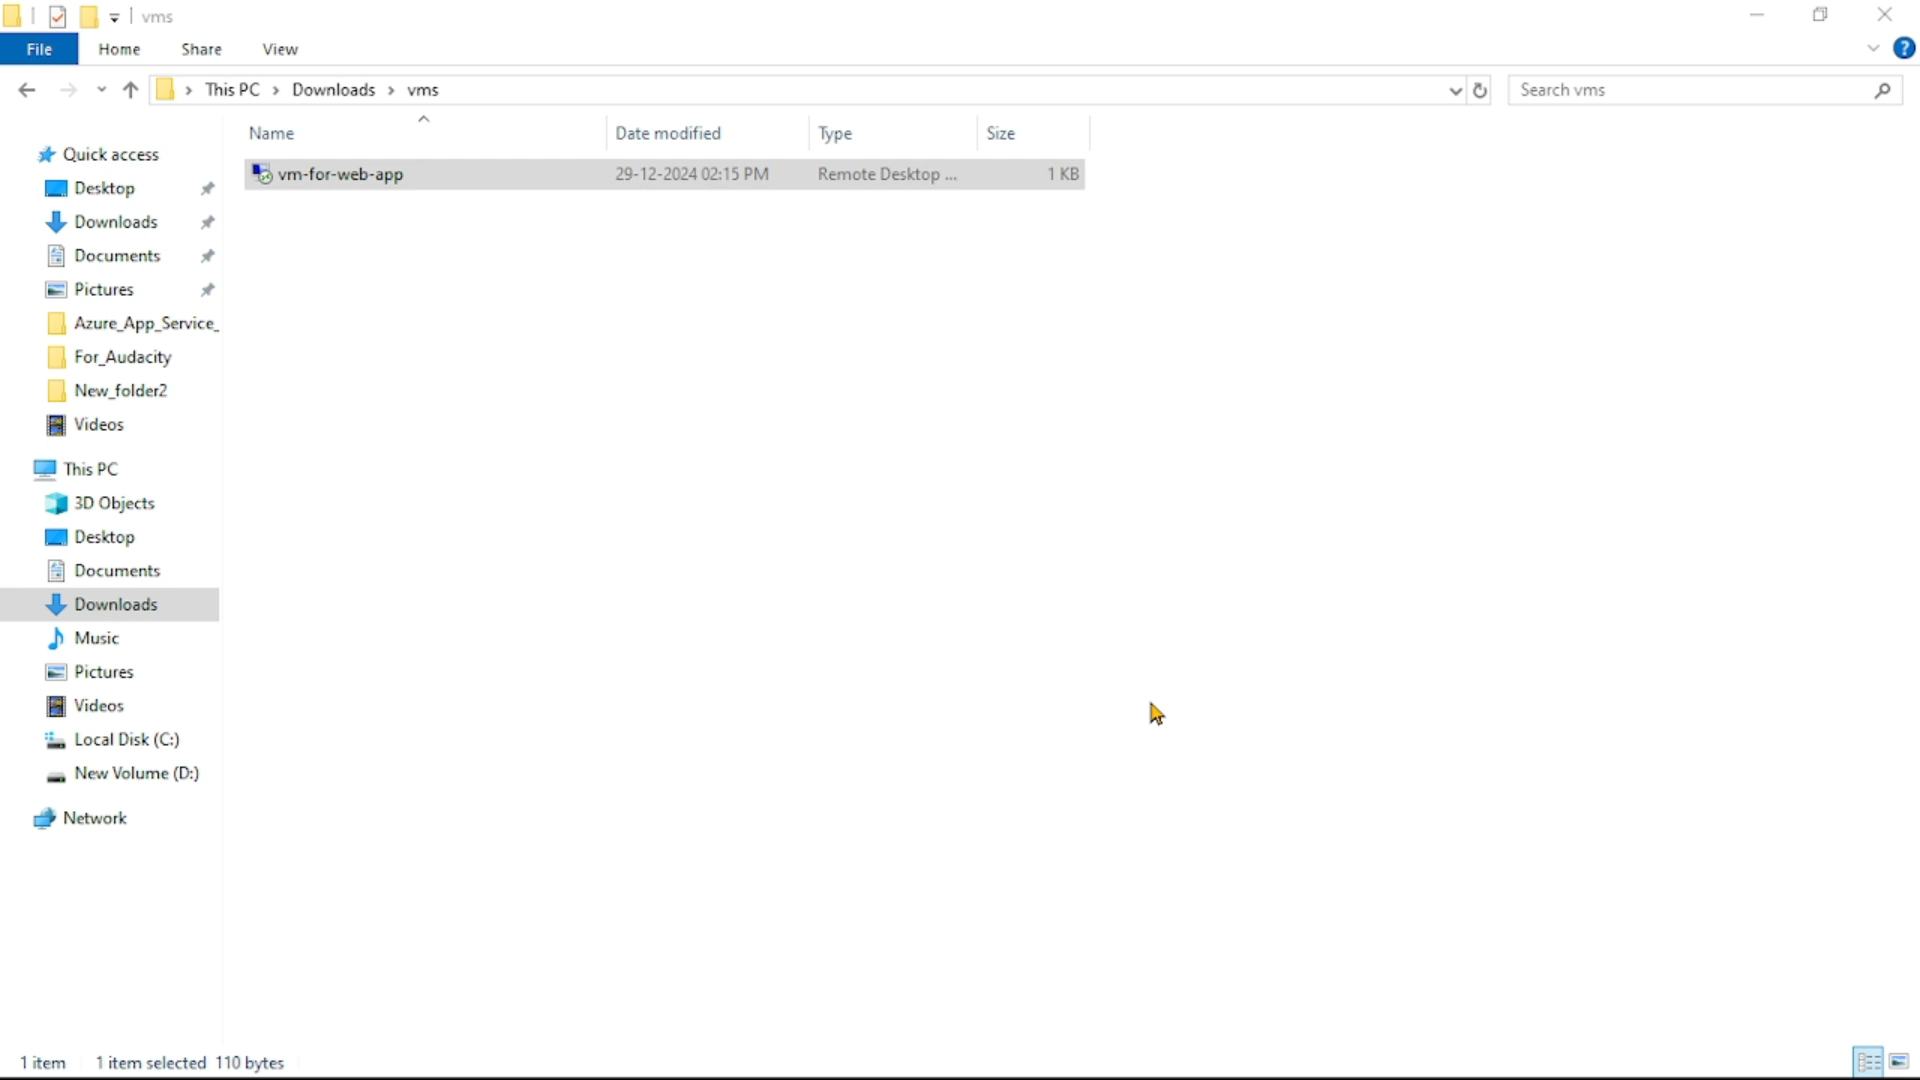 vms
File Home Share View
This PC > Downloads > vms
Search vms
Name Date modified Type Size
vm-for-web-app 29-12-2024 02:15 PM Remote Desktop ... 1 KB
Quick access
Desktop
Downloads
Documents
Pictures
Azure_App_Service_
For_Audacity
New_folder2
Videos
This PC
3D Objects
Desktop
Documents
Downloads
Music
Pictures
Videos
Local Disk (C:)
New Volume (D:)
Network
1 item 1 item selected 110 bytes